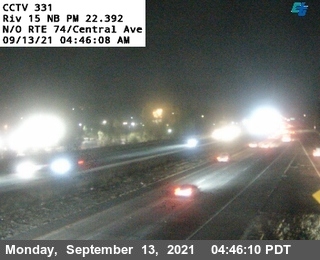 CCTV 331
Riv 15 NB PM 22.392
N/O RTE 74/Central Ave
09/13/21 04:46:08 AM
Monday, September 13, 2021 04:46:10 PDT